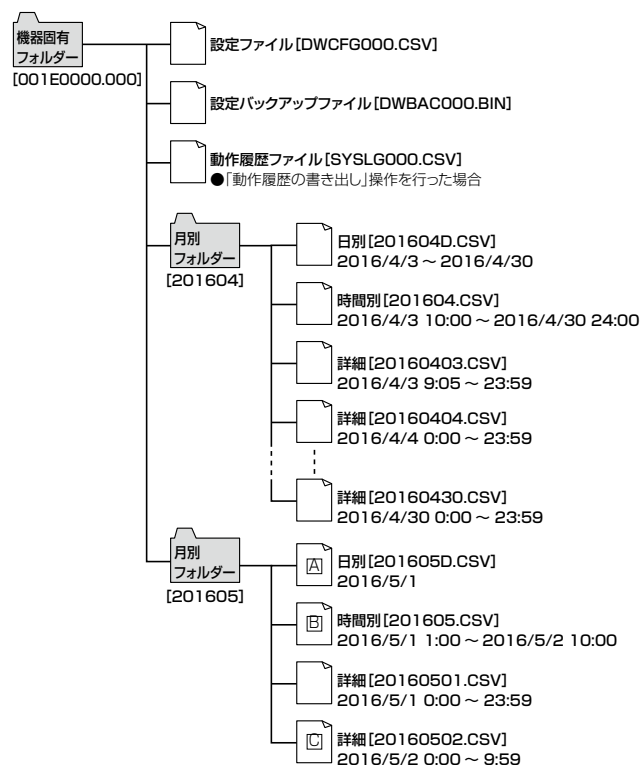 機器固有
フォルダー
[001E0000.000]
設定ファイル[DWCFG000.CSV]
設定バックアップファイル[DWBAC000.BIN]
動作履歴ファイル[SYSLG000.CSV]
●「動作履歴の書き出し」操作を行った場合
月別
フォルダー
[201604]
日別[201604D.CSV]
2016/4/3～2016/4/30
時間別[201604.CSV]
2016/4/3 10:00～2016/4/30 24:00
詳細[20160403.CSV]
2016/4/3 9:05～23:59
詳細[20160404.CSV]
2016/4/4 0:00～23:59
詳細[20160430.CSV]
2016/4/30 0:00～23:59
月別
フォルダー
[201605]
A
日別[201605D.CSV]
2016/5/1
B
時間別[201605.CSV]
2016/5/1 1:00～2016/5/2 10:00
詳細[20160501.CSV]
2016/5/1 0:00～23:59
C
詳細[20160502.CSV]
2016/5/2 0:00～9:59